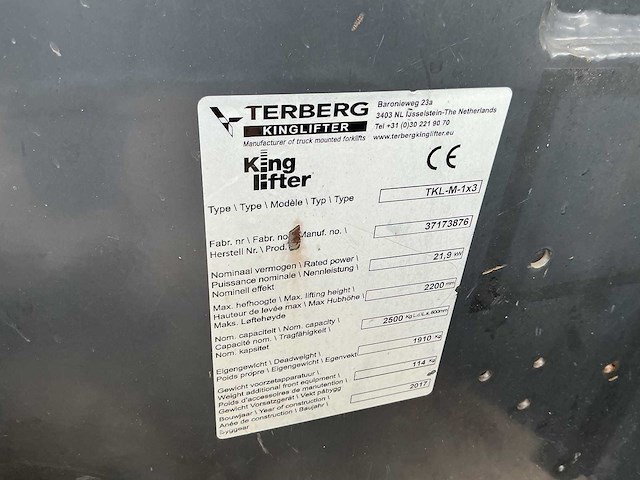 TERBERG
KINGLIFTER
Manufacturer of truck mounted forklifts
Baronieweg 23a
3403 NL IJsselstein-The Netherlands
Tel +31 (0)30 221 90 70
www.terbergkinglifter.eu
King
lifter
CE
Type \ Type \ Modèle \ Typ \ Type
TKL-M-1x3
Fabr. nr \ Fabr. no \ Manuf. no. \
Herstell Nr. \ Prod.
37173876
Nominaal vermogen \ Rated power \
Puissance nominale \ Nennleistung \
Nominell effekt
21,9 kW
Max. hefhoogte \ Max. lifting height \
Hauteur de levée max \ Max Hubhöhe \
Maks. Løftehøyde
2200 mm
Nom. capaciteit \ Nom. capacity \
Capacité nom. \ Tragfähigkeit \
Nom. kapsitet
2500 Kg L.c.\L.s. 600mm
Eigengewicht \ Deadweight \
Poids propre \ Eigengewicht \ Egenvekt
1910 Kg
Gewicht voorzetapparatuur \
Weight additional front equipment \
Poids d'accessoires de manutention \
Gewicht Vorsatzgerät \ Vekt påbygg
114 Kg
Bouwjaar \ Year of construction \
Anée de construction \ Baujahr \
Byggeår
2017